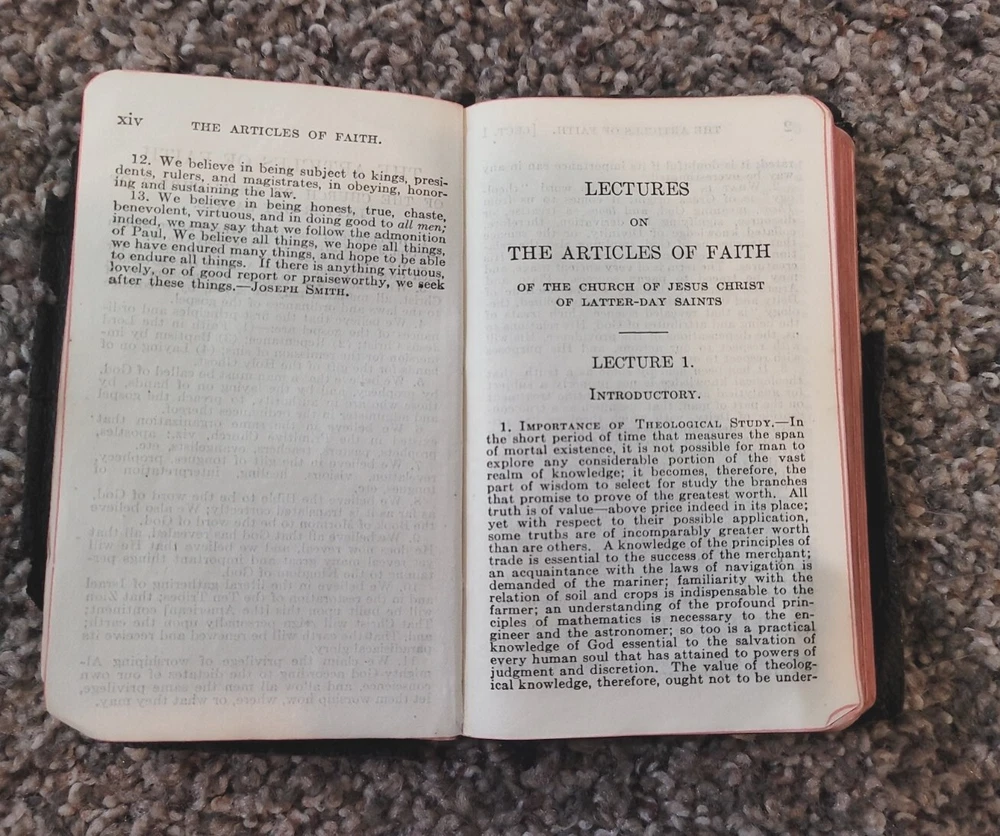 xiv
THE ARTICLES OF FAITH.
12. We believe in being subject to kings, presi-
dents, rulers, and magistrates, in obeying, honor-
ing and sustaining the law.
13. We believe in being honest, true, chaste,
benevolent, virtuous, and in doing good to all men;
indeed, we may say that we follow the admonition
of Paul, We believe all things, we hope all things,
we have endured many things, and hope to be able
to endure all things. If there is anything virtuous,
lovely, or of good report or praiseworthy, we seek
after these things.—JOSEPH SMITH.
LECTURES
ON
THE ARTICLES OF FAITH
OF THE CHURCH OF JESUS CHRIST
OF LATTER-DAY SAINTS
LECTURE 1.
INTRODUCTORY.
1. IMPORTANCE OF THEOLOGICAL STUDY.—In
the short period of time that measures the span
of mortal existence, it is not possible for man to
explore any considerable portion of the vast
realm of knowledge; it becomes, therefore, the
part of wisdom to select for study the branches
that promise to prove of the greatest worth. All
truth is of value—above price indeed in its place;
yet with respect to their possible application,
some truths are of incomparably greater worth
than are others. A knowledge of the principles of
trade is essential to the success of the merchant;
an acquaintance with the laws of navigation is
demanded of the mariner; familiarity with the
relation of soil and crops is indispensable to the
farmer; an understanding of the profound prin-
ciples of mathematics is necessary to the en-
gineer and the astronomer; so too is a practical
knowledge of God essential to the salvation of
every human soul that has attained to powers of
judgment and discretion. The value of theolog-
ical knowledge, therefore, ought not to be under-